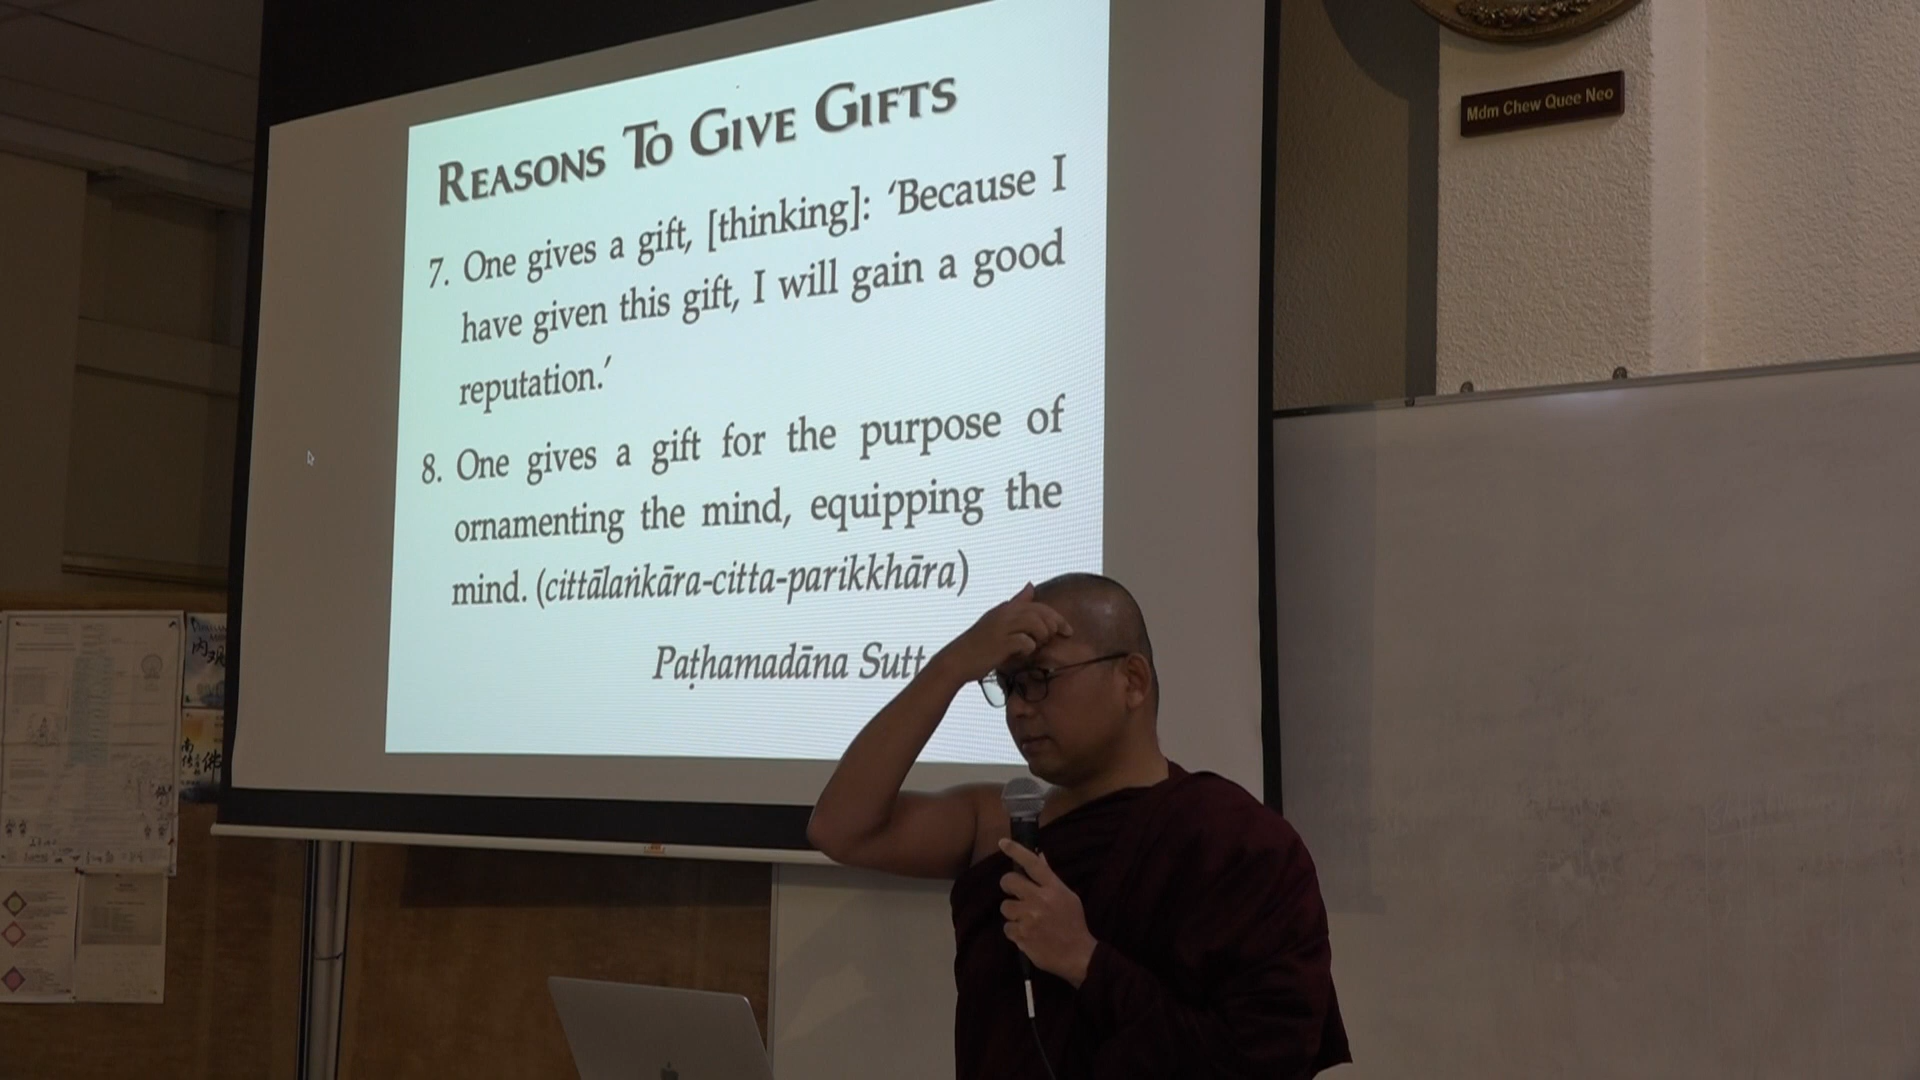 REASONS TO GIVE GIFTS
7. One gives a gift, [thinking]: ‘Because I
have given this gift, I will gain a good
reputation.’
8. One gives a gift for the purpose of
ornamenting the mind, equipping the
mind. (cittālaṅkāra-citta-parikkhāra)
Paṭhamadāna
Mdm Chew Quee Neo